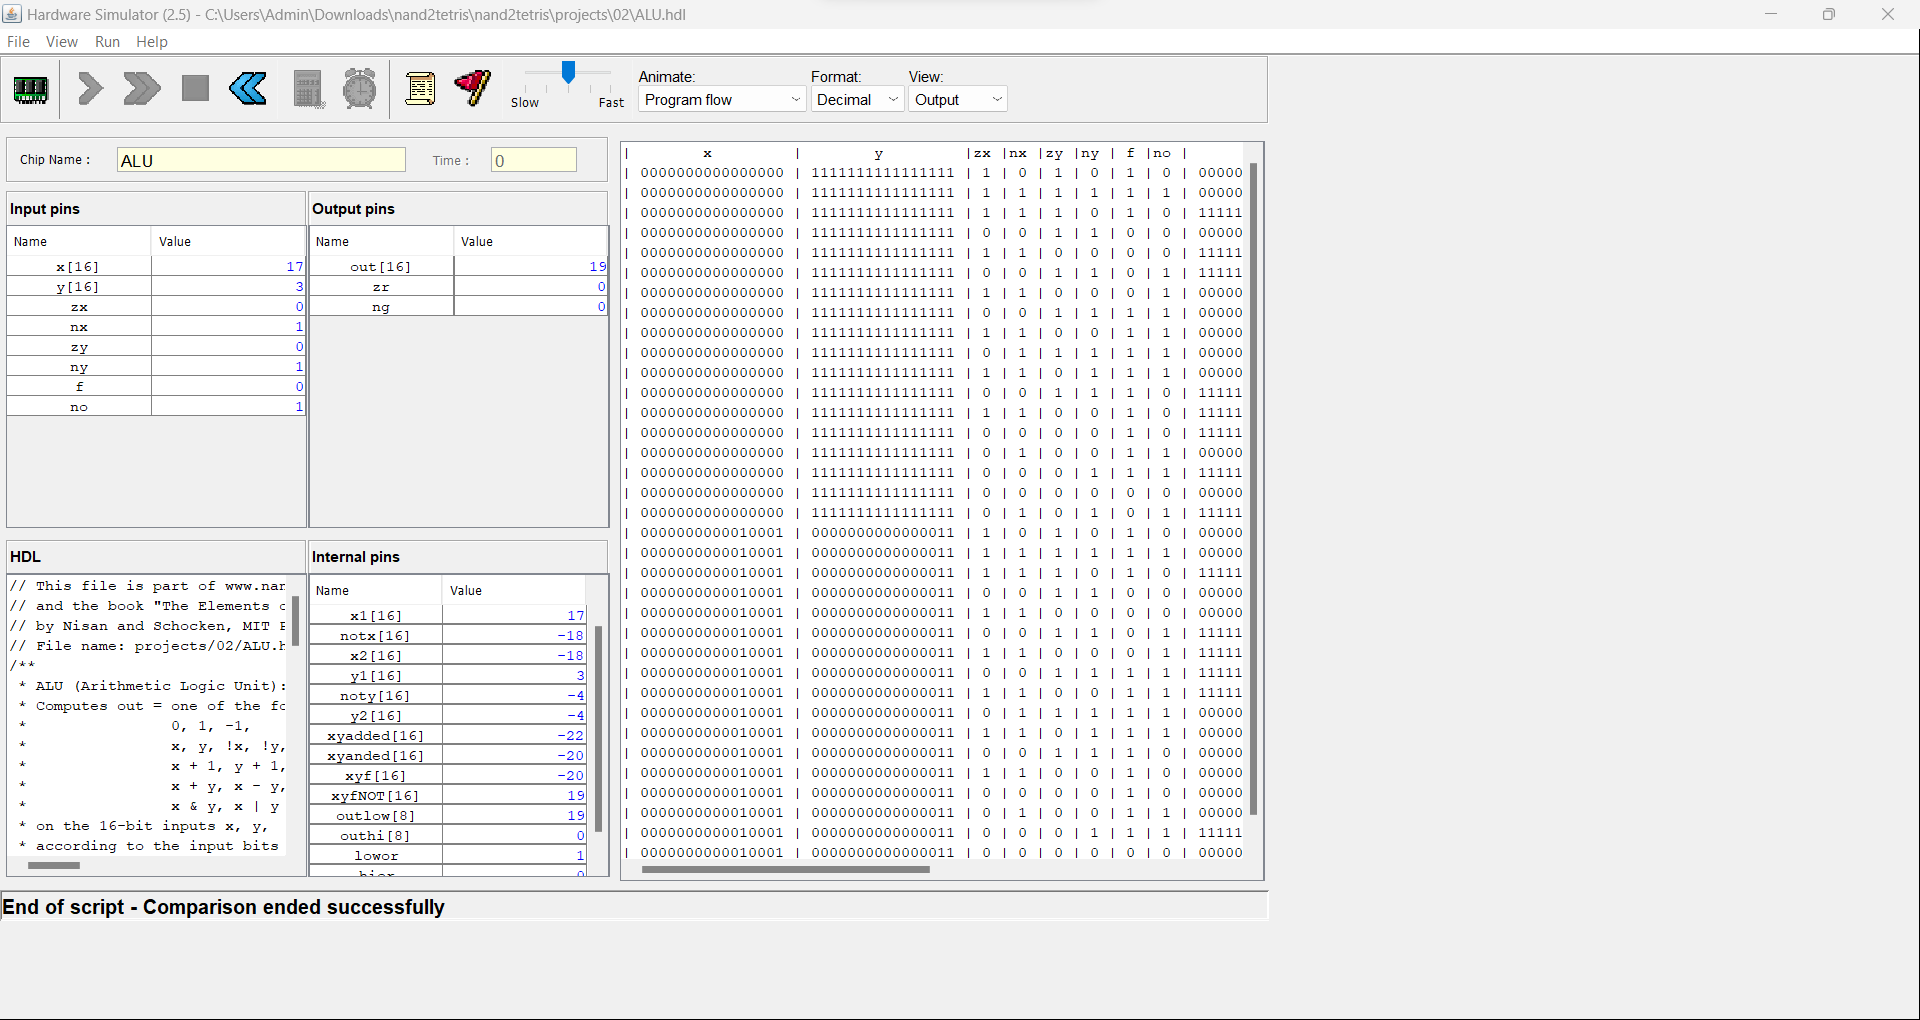 Hardware Simulator (2.5) - C:\Users\Admin\Downloads\nand2tetris\nand2tetris\projects\02\ALU.hdl
File View Run Help
Slow Fast
Animate: Format: View:
Program flow Decimal Output
Chip Name : ALU Time : 0
Input pins
Name Value
x[16] 17
y[16] 3
zx 0
nx 1
zy 0
ny 1
f 0
no 1
Output pins
Name Value
out[16] 19
zr 0
ng 0
HDL
// This file is part of www.nan
// and the book "The Elements o
// by Nisan and Schocken, MIT P
// File name: projects/02/ALU.h
/**
* ALU (Arithmetic Logic Unit):
* Computes out = one of the fo
* 0, 1, -1,
* x, y, !x, !y,
* x + 1, y + 1,
* x + y, x - y,
* x & y, x | y
* on the 16-bit inputs x, y,
* according to the input bits
Internal pins
Name Value
x1[16] 17
notx[16] -18
x2[16] -18
y1[16] 3
noty[16] -4
y2[16] -4
xyadded[16] -22
xyanded[16] -20
xyf[16] -20
xyfNOT[16] 19
outlow[8] 19
outhi[8] 0
lowor 1
hior 0
| x | y |zx |nx |zy |ny | f |no |
| 0000000000000000 | 1111111111111111 | 1 | 0 | 1 | 0 | 1 | 0 | 00000
| 0000000000000000 | 1111111111111111 | 1 | 1 | 1 | 1 | 1 | 1 | 00000
| 0000000000000000 | 1111111111111111 | 1 | 1 | 1 | 0 | 1 | 0 | 11111
| 0000000000000000 | 1111111111111111 | 0 | 0 | 1 | 1 | 0 | 0 | 00000
| 0000000000000000 | 1111111111111111 | 1 | 1 | 0 | 0 | 0 | 0 | 11111
| 0000000000000000 | 1111111111111111 | 0 | 0 | 1 | 1 | 0 | 1 | 11111
| 0000000000000000 | 1111111111111111 | 1 | 1 | 0 | 0 | 0 | 1 | 00000
| 0000000000000000 | 1111111111111111 | 0 | 0 | 1 | 1 | 1 | 1 | 00000
| 0000000000000000 | 1111111111111111 | 1 | 1 | 0 | 0 | 1 | 1 | 00000
| 0000000000000000 | 1111111111111111 | 0 | 1 | 1 | 1 | 1 | 1 | 00000
| 0000000000000000 | 1111111111111111 | 1 | 1 | 0 | 1 | 1 | 1 | 00000
| 0000000000000000 | 1111111111111111 | 0 | 0 | 1 | 1 | 1 | 0 | 11111
| 0000000000000000 | 1111111111111111 | 1 | 1 | 0 | 0 | 1 | 0 | 11111
| 0000000000000000 | 1111111111111111 | 0 | 0 | 0 | 0 | 1 | 0 | 11111
| 0000000000000000 | 1111111111111111 | 0 | 1 | 0 | 0 | 1 | 1 | 00000
| 0000000000000000 | 1111111111111111 | 0 | 0 | 0 | 1 | 1 | 1 | 11111
| 0000000000000000 | 1111111111111111 | 0 | 0 | 0 | 0 | 0 | 0 | 00000
| 0000000000000000 | 1111111111111111 | 0 | 1 | 0 | 1 | 0 | 1 | 11111
| 0000000000010001 | 0000000000000011 | 1 | 0 | 1 | 0 | 1 | 0 | 00000
| 0000000000010001 | 0000000000000011 | 1 | 1 | 1 | 1 | 1 | 1 | 00000
| 0000000000010001 | 0000000000000011 | 1 | 1 | 1 | 0 | 1 | 0 | 11111
| 0000000000010001 | 0000000000000011 | 0 | 0 | 1 | 1 | 0 | 0 | 00000
| 0000000000010001 | 0000000000000011 | 1 | 1 | 0 | 0 | 0 | 0 | 00000
| 0000000000010001 | 0000000000000011 | 0 | 0 | 1 | 1 | 0 | 1 | 11111
| 0000000000010001 | 0000000000000011 | 1 | 1 | 0 | 0 | 0 | 1 | 11111
| 0000000000010001 | 0000000000000011 | 0 | 0 | 1 | 1 | 1 | 1 | 11111
| 0000000000010001 | 0000000000000011 | 1 | 1 | 0 | 0 | 1 | 1 | 11111
| 0000000000010001 | 0000000000000011 | 0 | 1 | 1 | 1 | 1 | 1 | 00000
| 0000000000010001 | 0000000000000011 | 1 | 1 | 0 | 1 | 1 | 1 | 00000
| 0000000000010001 | 0000000000000011 | 0 | 0 | 1 | 1 | 1 | 0 | 00000
| 0000000000010001 | 0000000000000011 | 1 | 1 | 0 | 0 | 1 | 0 | 00000
| 0000000000010001 | 0000000000000011 | 0 | 0 | 0 | 0 | 1 | 0 | 00000
| 0000000000010001 | 0000000000000011 | 0 | 1 | 0 | 0 | 1 | 1 | 00000
| 0000000000010001 | 0000000000000011 | 0 | 0 | 0 | 1 | 1 | 1 | 11111
| 0000000000010001 | 0000000000000011 | 0 | 0 | 0 | 0 | 0 | 0 | 00000
End of script - Comparison ended successfully